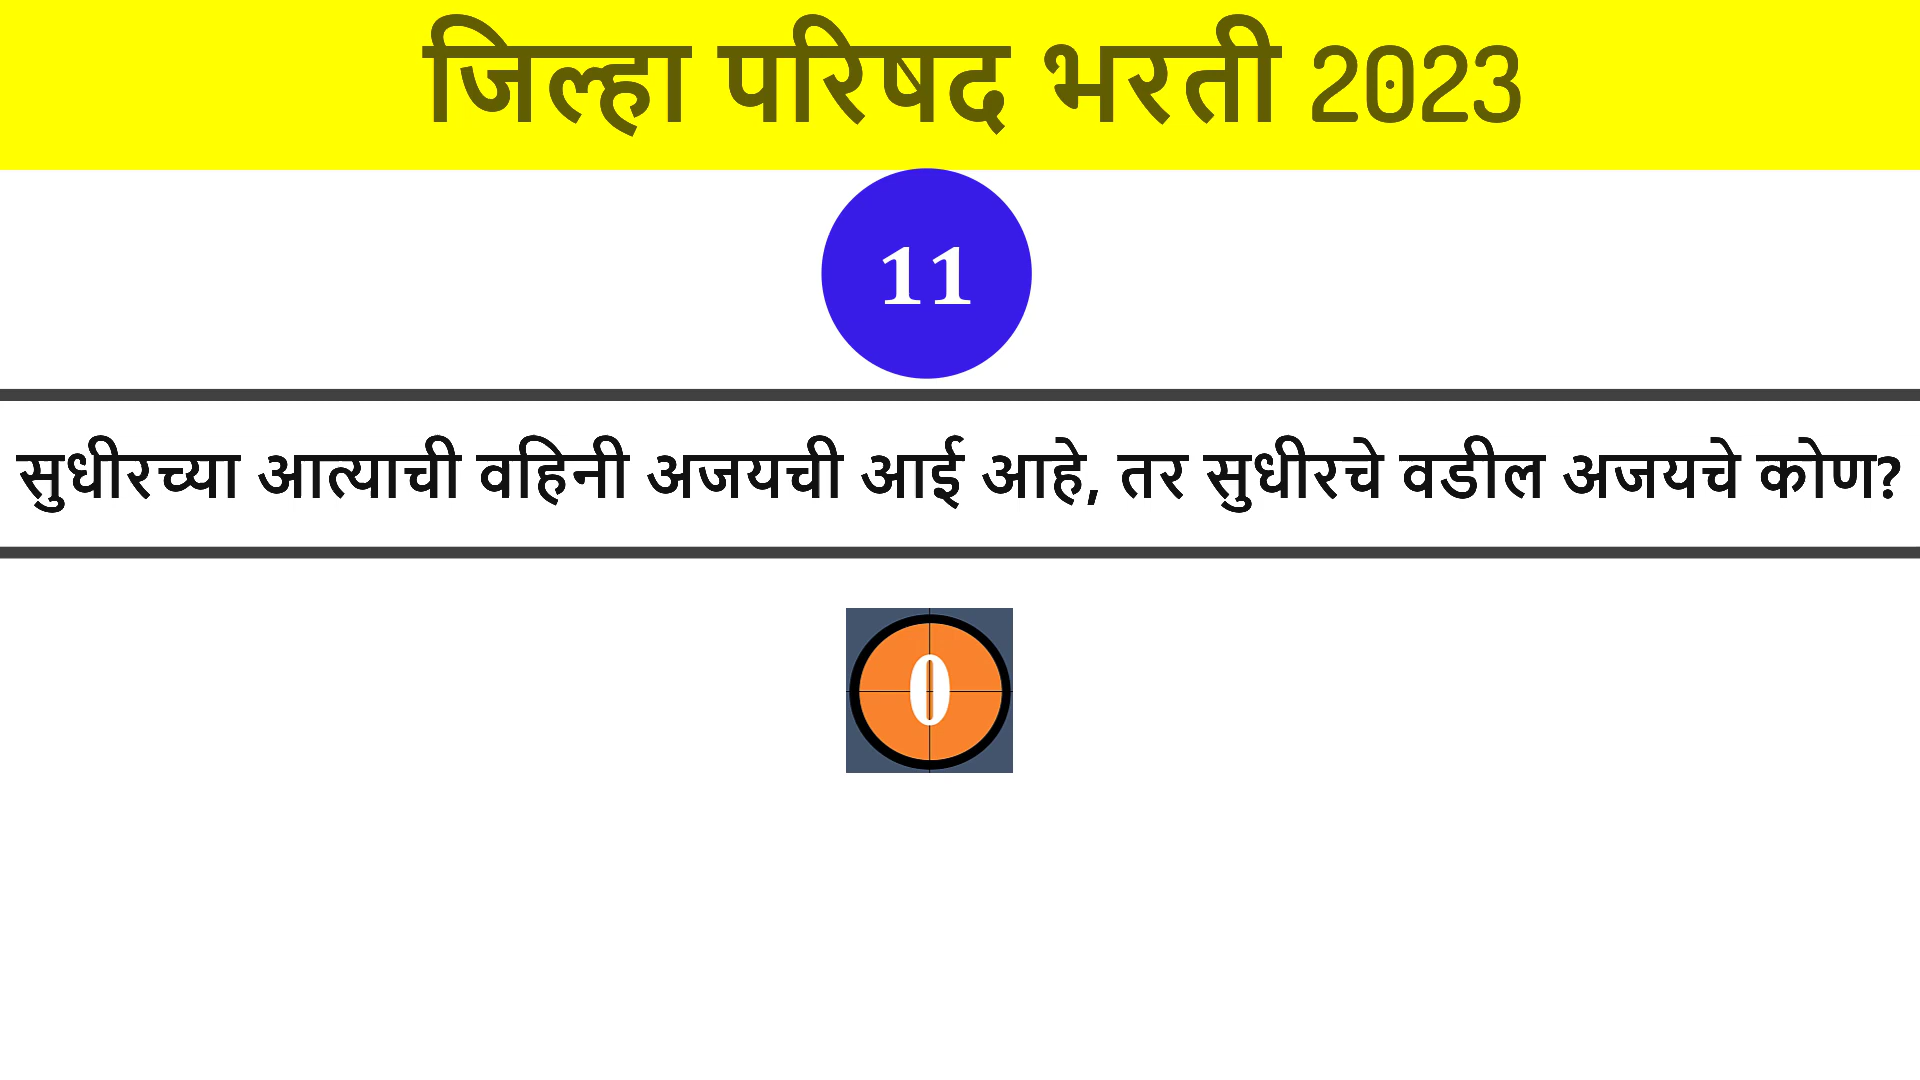 जिल्हा परिषद भरती 2023
11
सुधीरच्या आत्याची वहिनी अजयची आई आहे, तर सुधीरचे वडील अजयचे कोण?
0